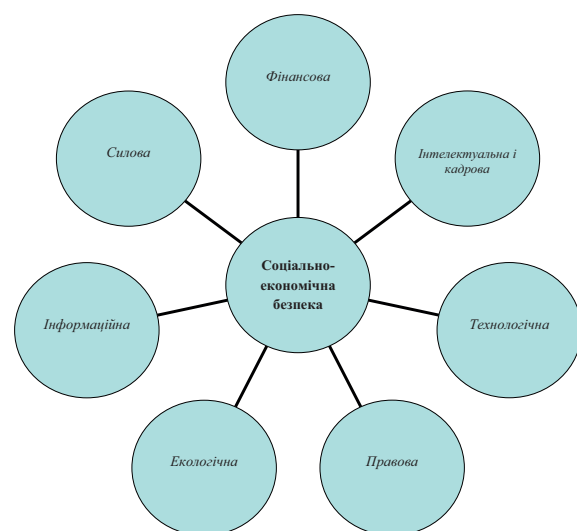 Фінансова
Силова
Інтелектуальна і
кадрова
Соціально-
економічна
безпека
Інформаційна
Технологічна
Екологічна
Правова